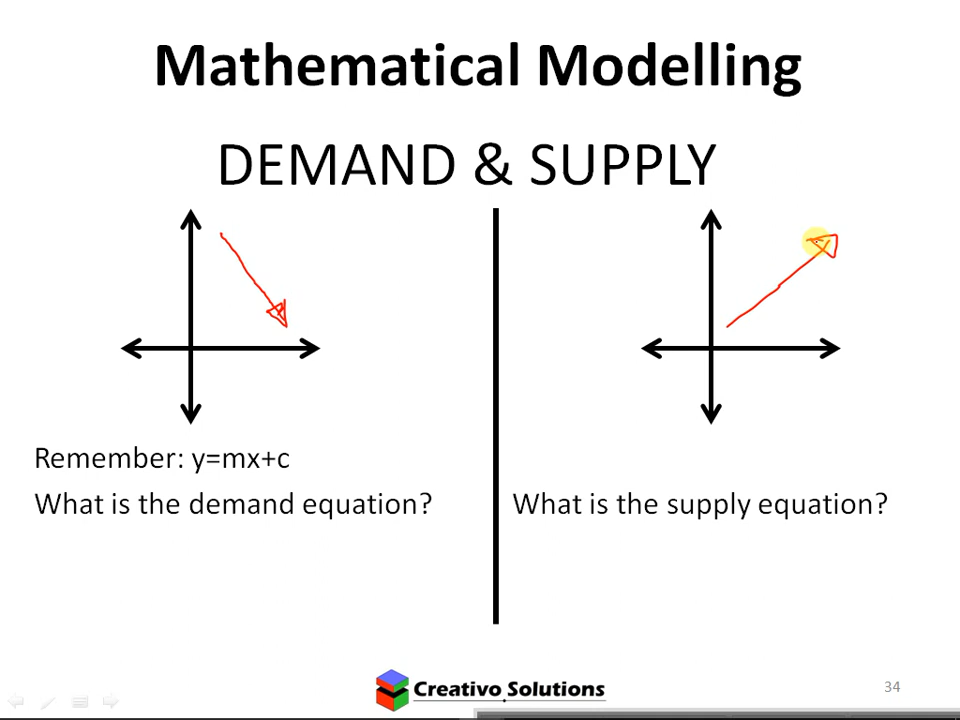 Mathematical Modelling
DEMAND & SUPPLY
Remember: y=mx+c
What is the demand equation?
What is the supply equation?
Creativo Solutions
34